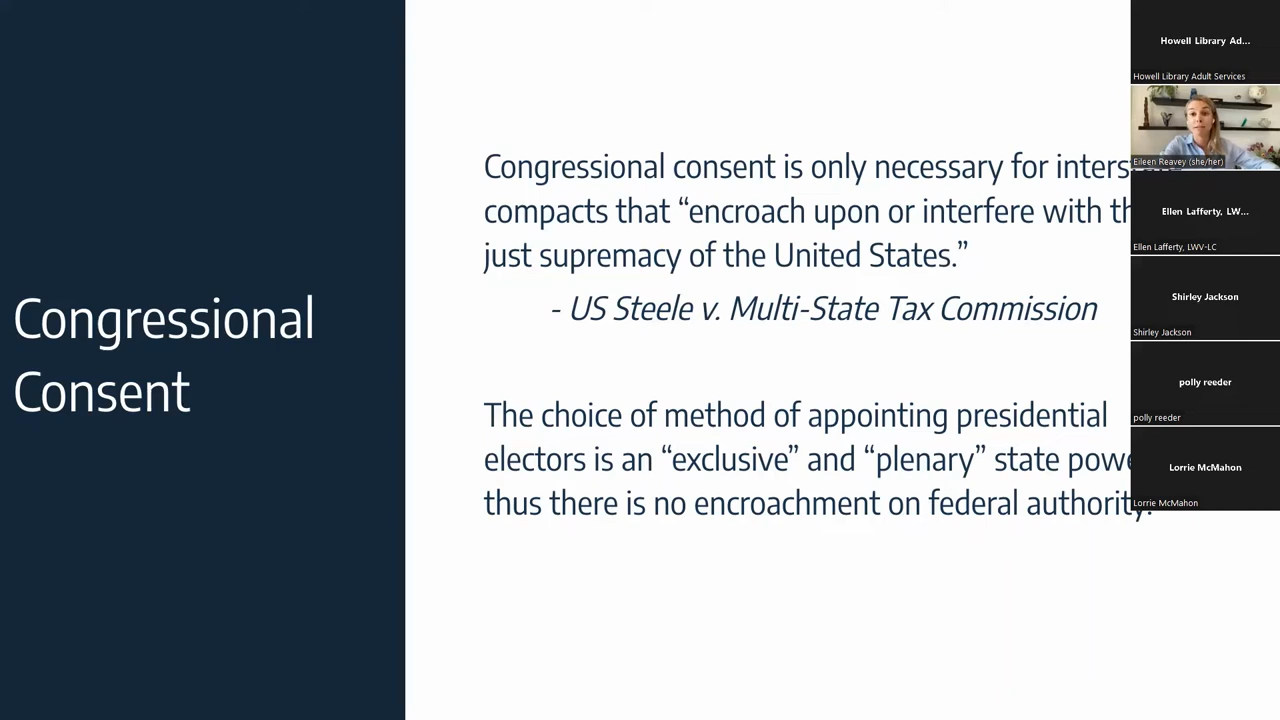 Congressional
Consent
Congressional consent is only necessary for
compacts that “encroach upon or interfere with
just supremacy of the United States.”
- US Steele v. Multi-State Tax Commission
The choice of method of appointing presidential
electors is an “exclusive” and “plenary” state
thus there is no encroachment on federal authority.
Howell Library Ad...
Howell Library Adult Services
Eileen Reavey (she/her)
Ellen Lafferty, LW...
Ellen Lafferty, LWV-LC
Shirley Jackson
Shirley Jackson
polly reeder
polly reeder
Lorrie McMahon
Lorrie McMahon